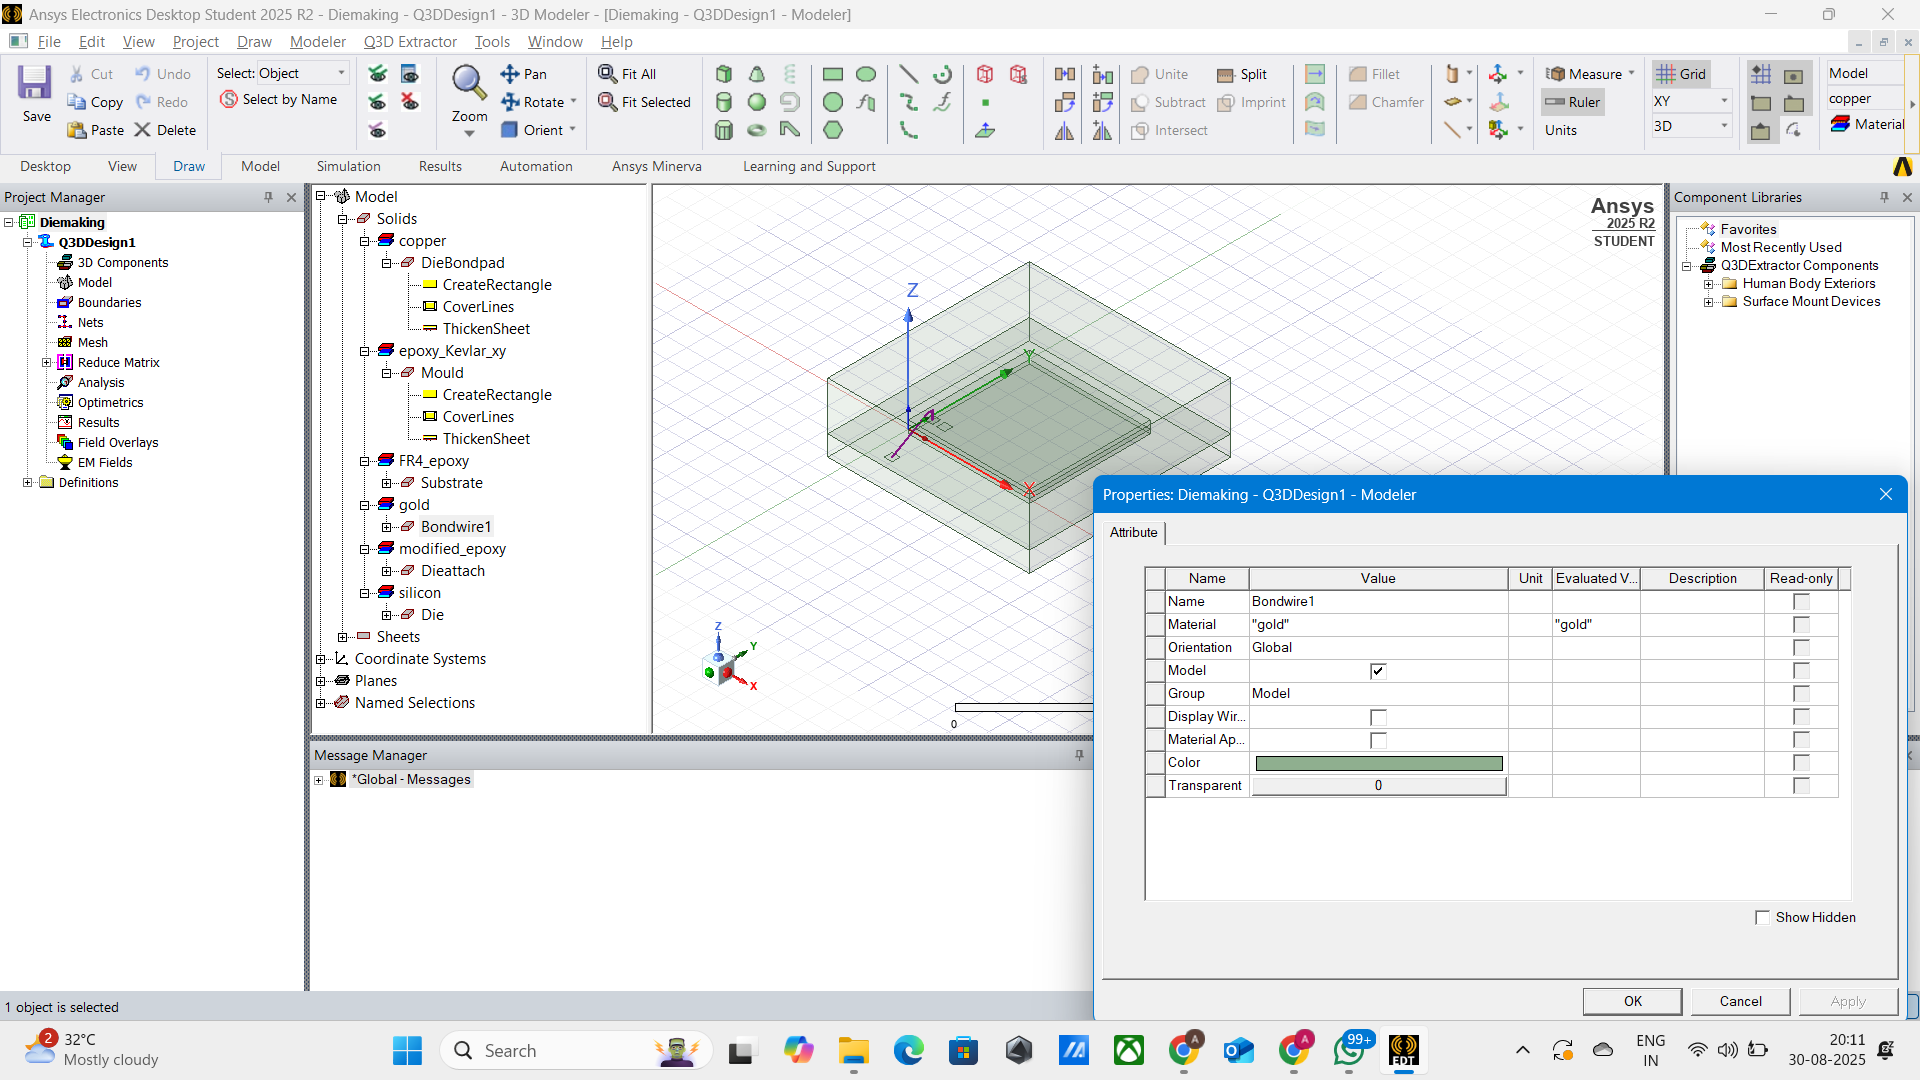 Ansys Electronics Desktop Student 2025 R2 - Diemaking - Q3DDesign1 - 3D Modeler - [Diemaking - Q3DDesign1 - Modeler]
File Edit View Project Draw Modeler Q3D Extractor Tools Window Help
Save
Cut
Copy
Paste
Undo
Redo
Delete
Select: Object
Select by Name
Zoom
Pan
Rotate
Orient
Fit All
Fit Selected
Unite
Subtract
Intersect
Split
Imprint
Fillet
Chamfer
Measure
Ruler
Units
Grid
XY
3D
Model
copper
Material
Desktop View Draw Model Simulation Results Automation Ansys Minerva Learning and Support
Project Manager
Diemaking
Q3DDesign1
3D Components
Model
Boundaries
Nets
Mesh
Reduce Matrix
Analysis
Optimetrics
Results
Field Overlays
EM Fields
Definitions
Model
Solids
copper
DieBondpad
CreateRectangle
CoverLines
ThickenSheet
epoxy_Kevlar_xy
Mould
CreateRectangle
CoverLines
ThickenSheet
FR4_epoxy
Substrate
gold
Bondwire1
modified_epoxy
Dieattach
silicon
Die
Sheets
Coordinate Systems
Planes
Named Selections
Ansys
2025 R2
STUDENT
Z
Y
X
Z
Y
X
0
Component Libraries
Favorites
Most Recently Used
Q3DExtractor Components
Human Body Exteriors
Surface Mount Devices
Message Manager
*Global - Messages
Properties: Diemaking - Q3DDesign1 - Modeler
Attribute
Name Value Unit Evaluated V... Description Read-only
Name Bondwire1
Material "gold" "gold"
Orientation Global
Model
Group Model
Display Wir...
Material Ap...
Color
Transparent 0
Show Hidden
OK Cancel Apply
1 object is selected
2
32°C
Mostly cloudy
Search
A
A
99+
EDT
ENG
IN
20:11
30-08-2025